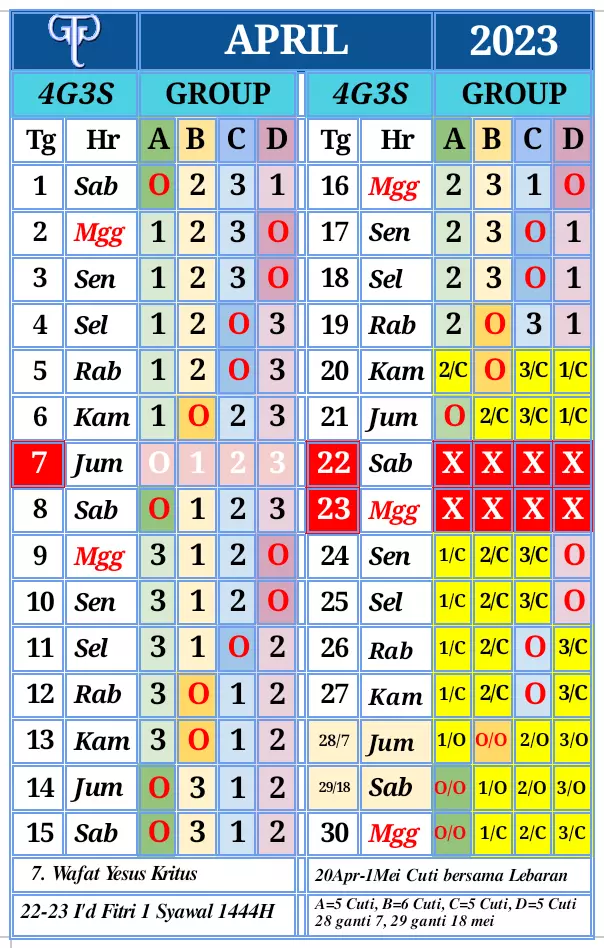 APRIL 2023
4G3S GROUP 4G3S GROUP
Tg Hr A B C D Tg Hr A B C D
1 Sab O 2 3 1 16 Mgg 2 3 1 O
2 Mgg 1 2 3 O 17 Sen 2 3 O 1
3 Sen 1 2 3 O 18 Sel 2 3 O 1
4 Sel 1 2 O 3 19 Rab 2 O 3 1
5 Rab 1 2 O 3 20 Kam 2/C O 3/C 1/C
6 Kam 1 O 2 3 21 Jum O 2/C 3/C 1/C
7 Jum O 1 2 3 22 Sab X X X X
8 Sab O 1 2 3 23 Mgg X X X X
9 Mgg 3 1 2 O 24 Sen 1/C 2/C 3/C O
10 Sen 3 1 2 O 25 Sel 1/C 2/C 3/C O
11 Sel 3 1 O 2 26 Rab 1/C 2/C O 3/C
12 Rab 3 O 1 2 27 Kam 1/C 2/C O 3/C
13 Kam 3 O 1 2 28/7 Jum 1/O O/O 2/O 3/O
14 Jum O 3 1 2 29/18 Sab O/O 1/O 2/O 3/O
15 Sab O 3 1 2 30 Mgg O/O 1/C 2/C 3/C
7. Wafat Yesus Kritus
20Apr-1Mei Cuti bersama Lebaran
22-23 I'd Fitri 1 Syawal 1444H
A=5 Cuti, B=6 Cuti, C=5 Cuti, D=5 Cuti
28 ganti 7, 29 ganti 18 mei